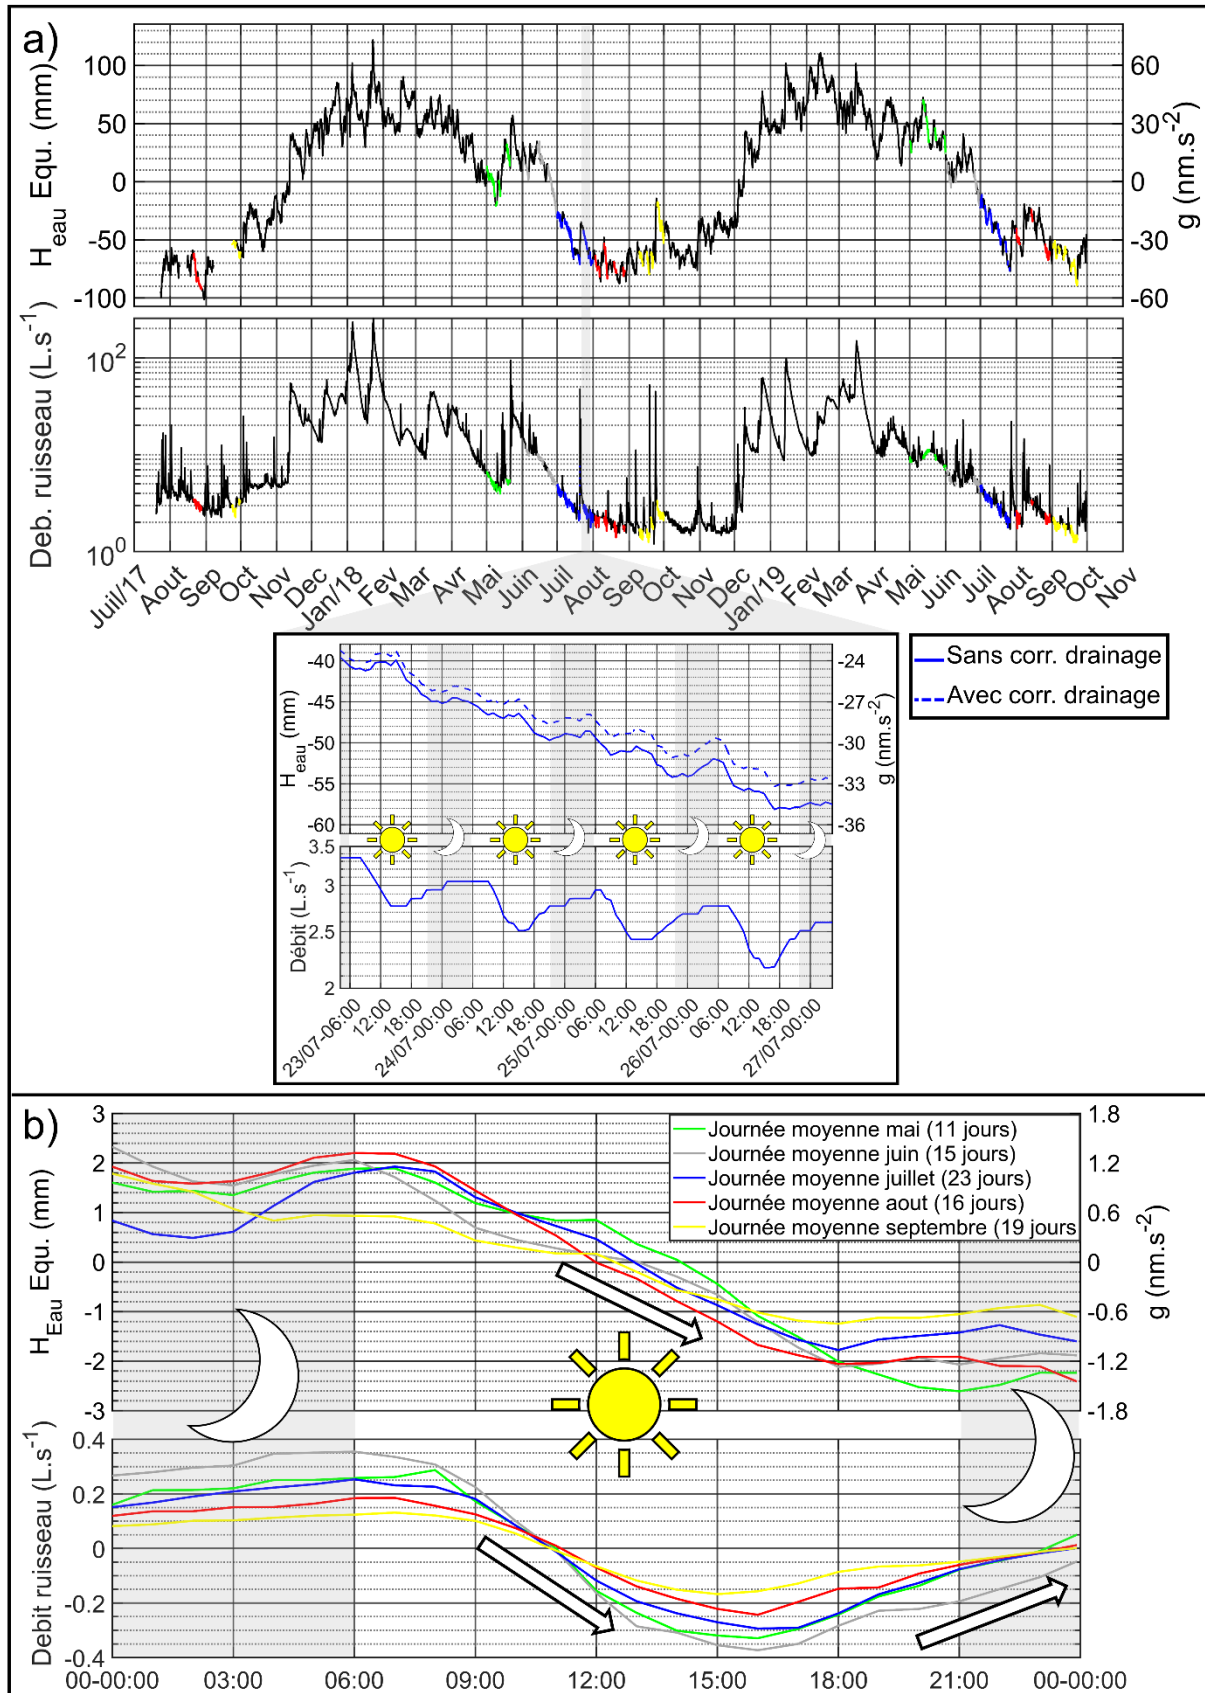 a)
H_eau Equ. (mm)
100
50
0
-50
-100
60
30
0
-30
-60
g (nm.s^-2)
Deb. ruisseau (L.s^-1)
10^2
10^1
10^0
Juil/17
Aout
Sep
Oct
Nov
Dec
Jan/18
Fev
Mar
Avr
Mai
Juin
Juil
Aout
Sep
Oct
Nov
Dec
Jan/19
Fev
Mar
Avr
Mai
Juin
Juil
Aout
Sep
Oct
Nov
Sans corr. drainage
Avec corr. drainage
H_eau (mm)
-40
-45
-50
-55
-60
-24
-27
-30
-33
-36
g (nm.s^-2)
Débit (L.s^-1)
3.5
3
2.5
2
23/07-06:00
12:00
18:00
24/07-00:00
06:00
12:00
18:00
25/07-00:00
06:00
12:00
18:00
26/07-00:00
06:00
12:00
18:00
27/07-00:00
b)
H_Eau Equ. (mm)
3
2
1
0
-1
-2
-3
1.8
1.2
0.6
0
-0.6
-1.2
-1.8
g (nm.s^-2)
Journée moyenne mai (11 jours)
Journée moyenne juin (15 jours)
Journée moyenne juillet (23 jours)
Journée moyenne aout (16 jours)
Journée moyenne septembre (19 jours
Debit ruisseau (L.s^-1)
0.4
0.2
0
-0.2
-0.4
00-00:00
03:00
06:00
09:00
12:00
15:00
18:00
21:00
00-00:00